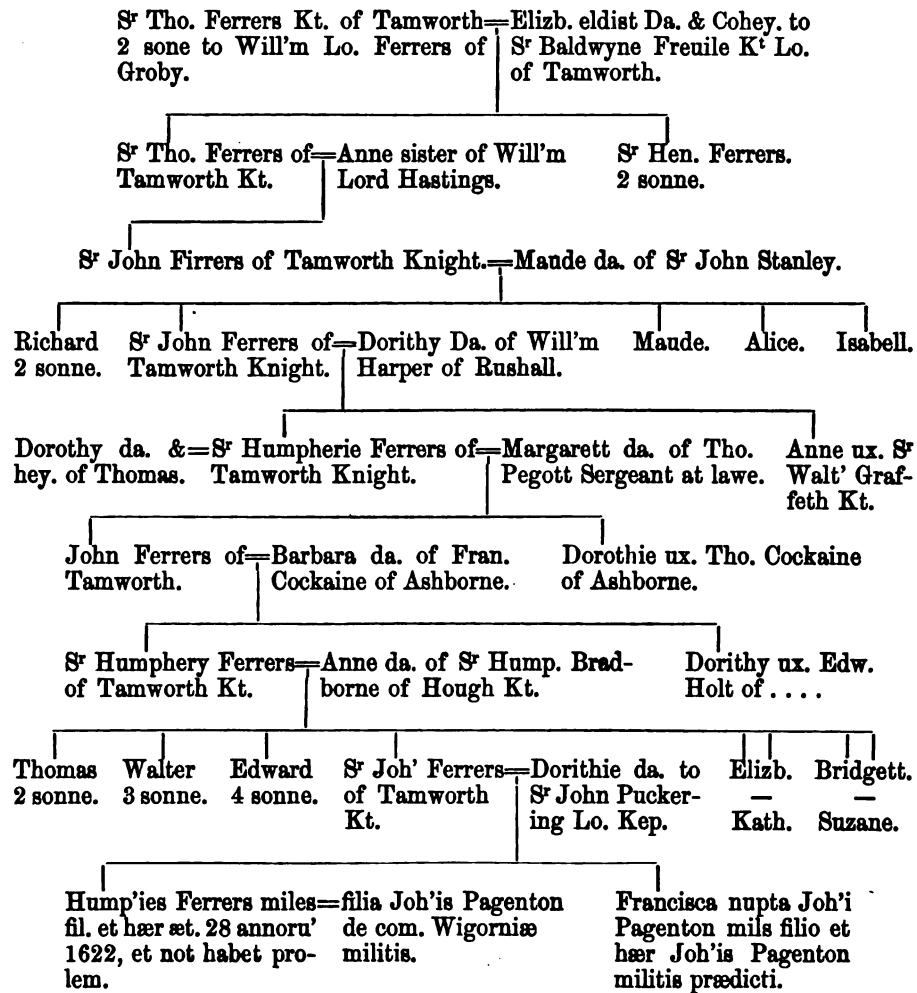 Sr Tho. Ferrers Kt. of Tamworth=Elizb. eldist Da. & Cohey. to
2 sone to Will'm Lo. Ferrers of Sr Baldwyne Freuile Kt Lo.
Groby. of Tamworth.
Sr Tho. Ferrers of=Anne sister of Will'm Sr Hen. Ferrers.
Tamworth Kt. Lord Hastings. 2 sonne.
Sr John Firrers of Tamworth Knight.=Maude da. of Sr John Stanley.
Richard Sr John Ferrers of=Dorithy Da. of Will'm Maude. Alice. Isabell.
2 sonne. Tamworth Knight. Harper of Rushall.
Dorothy da. &=Sr Humpherie Ferrers of=Margarett da. of Tho. Anne ux. Sr
hey. of Thomas. Tamworth Knight. Pegott Sergeant at lawe. Walt' Graf-
feth Kt.
John Ferrers of=Barbara da. of Fran. Dorothie ux. Tho. Cockaine
Tamworth. Cockaine of Ashborne. of Ashborne.
Sr Humphery Ferrers=Anne da. of Sr Hump. Brad- Dorithy ux. Edw.
of Tamworth Kt. borne of Hough Kt. Holt of . . . .
Thomas Walter Edward Sr Joh' Ferrers=Dorithie da. to Elizb. Bridgett.
2 sonne. 3 sonne. 4 sonne. of Tamworth Sr John Pucker- — —
Kt. ing Lo. Kep. Kath. Suzane.
Hump'ies Ferrers miles=filia Joh'is Pagenton Francisca nupta Joh'i
fil. et hær æt. 28 annoru' de com. Wigorniæ Pagenton mils filio et
1622, et not habet pro- militis. hær Joh'is Pagenton
lem. militis prædicti.